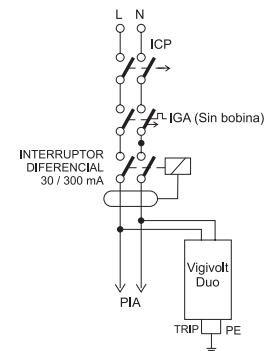 L N
ICP
IGA (Sin bobina)
INTERRUPTOR
DIFERENCIAL
30 / 300 mA
Vigivolt
Duo
PIA
TRIP PE